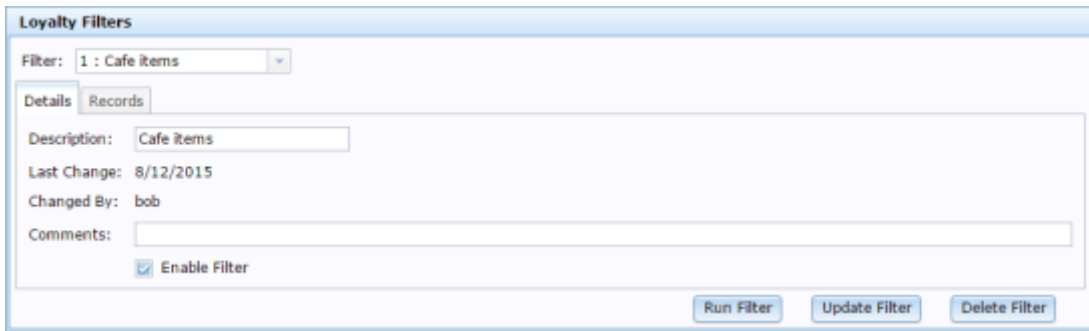 Loyalty Filters
Filter: 1 : Cafe items
Details Records
Description: Cafe items
Last Change: 8/12/2015
Changed By: bob
Comments:
Enable Filter
Run Filter Update Filter Delete Filter